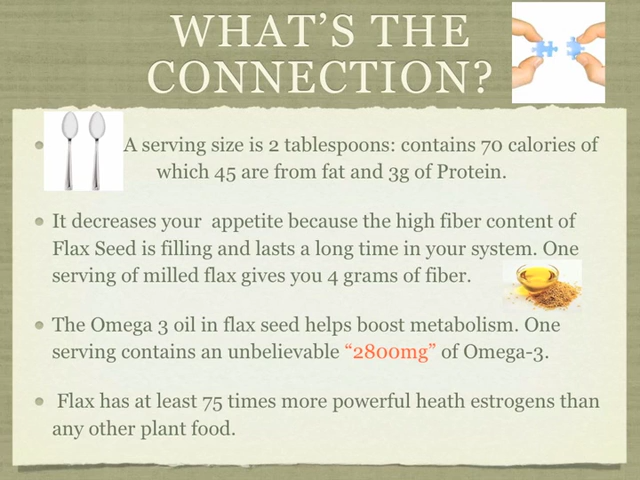 WHAT’S THE
CONNECTION?
A serving size is 2 tablespoons: contains 70 calories of
which 45 are from fat and 3g of Protein.
It decreases your  appetite because the high fiber content of
Flax Seed is filling and lasts a long time in your system. One
serving of milled flax gives you 4 grams of fiber.
The Omega 3 oil in flax seed helps boost metabolism. One
serving contains an unbelievable “2800mg” of Omega-3.
Flax has at least 75 times more powerful heath estrogens than
any other plant food.